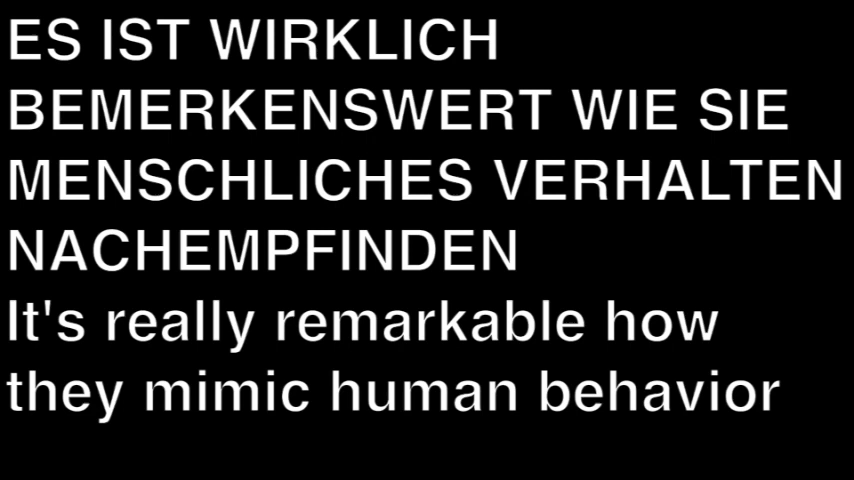 ES IST WIRKLICH
BEMERKENSWERT WIE SIE
MENSCHLICHES VERHALTEN
NACHEMPFINDEN
It's really remarkable how
they mimic human behavior